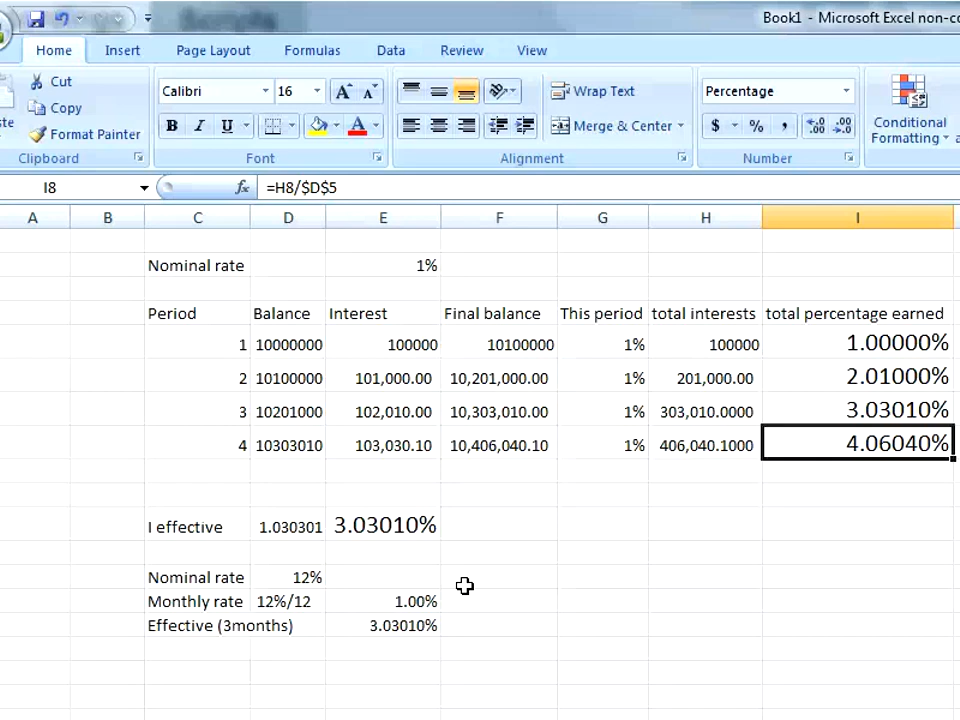 Book1 - Microsoft Excel non-co
Home Insert Page Layout Formulas Data Review View
Cut
Copy
Format Painter
Clipboard
Calibri 16 A A
B I U A
Font
Wrap Text
Merge & Center
Alignment
Percentage
$ % , .00 .00
Number
Conditional
Formatting
I8 fx =H8/$D$5
A B C D E F G H I
Nominal rate 1%
Period Balance Interest Final balance This period total interests total percentage earned
1 10000000 100000 10100000 1% 100000 1.00000%
2 10100000 101,000.00 10,201,000.00 1% 201,000.00 2.01000%
3 10201000 102,010.00 10,303,010.00 1% 303,010.0000 3.03010%
4 10303010 103,030.10 10,406,040.10 1% 406,040.1000 4.06040%
I effective 1.030301 3.03010%
Nominal rate 12%
Monthly rate 12%/12 1.00%
Effective (3months) 3.03010%